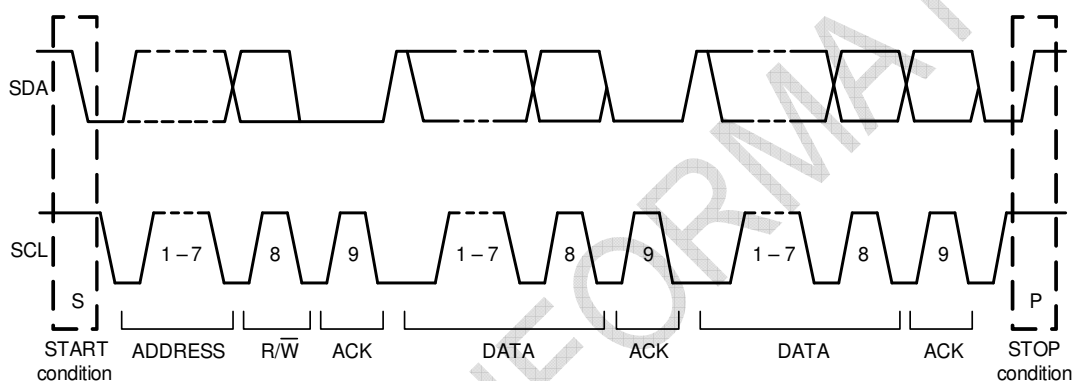 SDA
SCL
1 – 7 8 9 1 – 7 8 9 1 – 7 8 9
S P
START condition ADDRESS R/W̅ ACK DATA ACK DATA ACK STOP condition